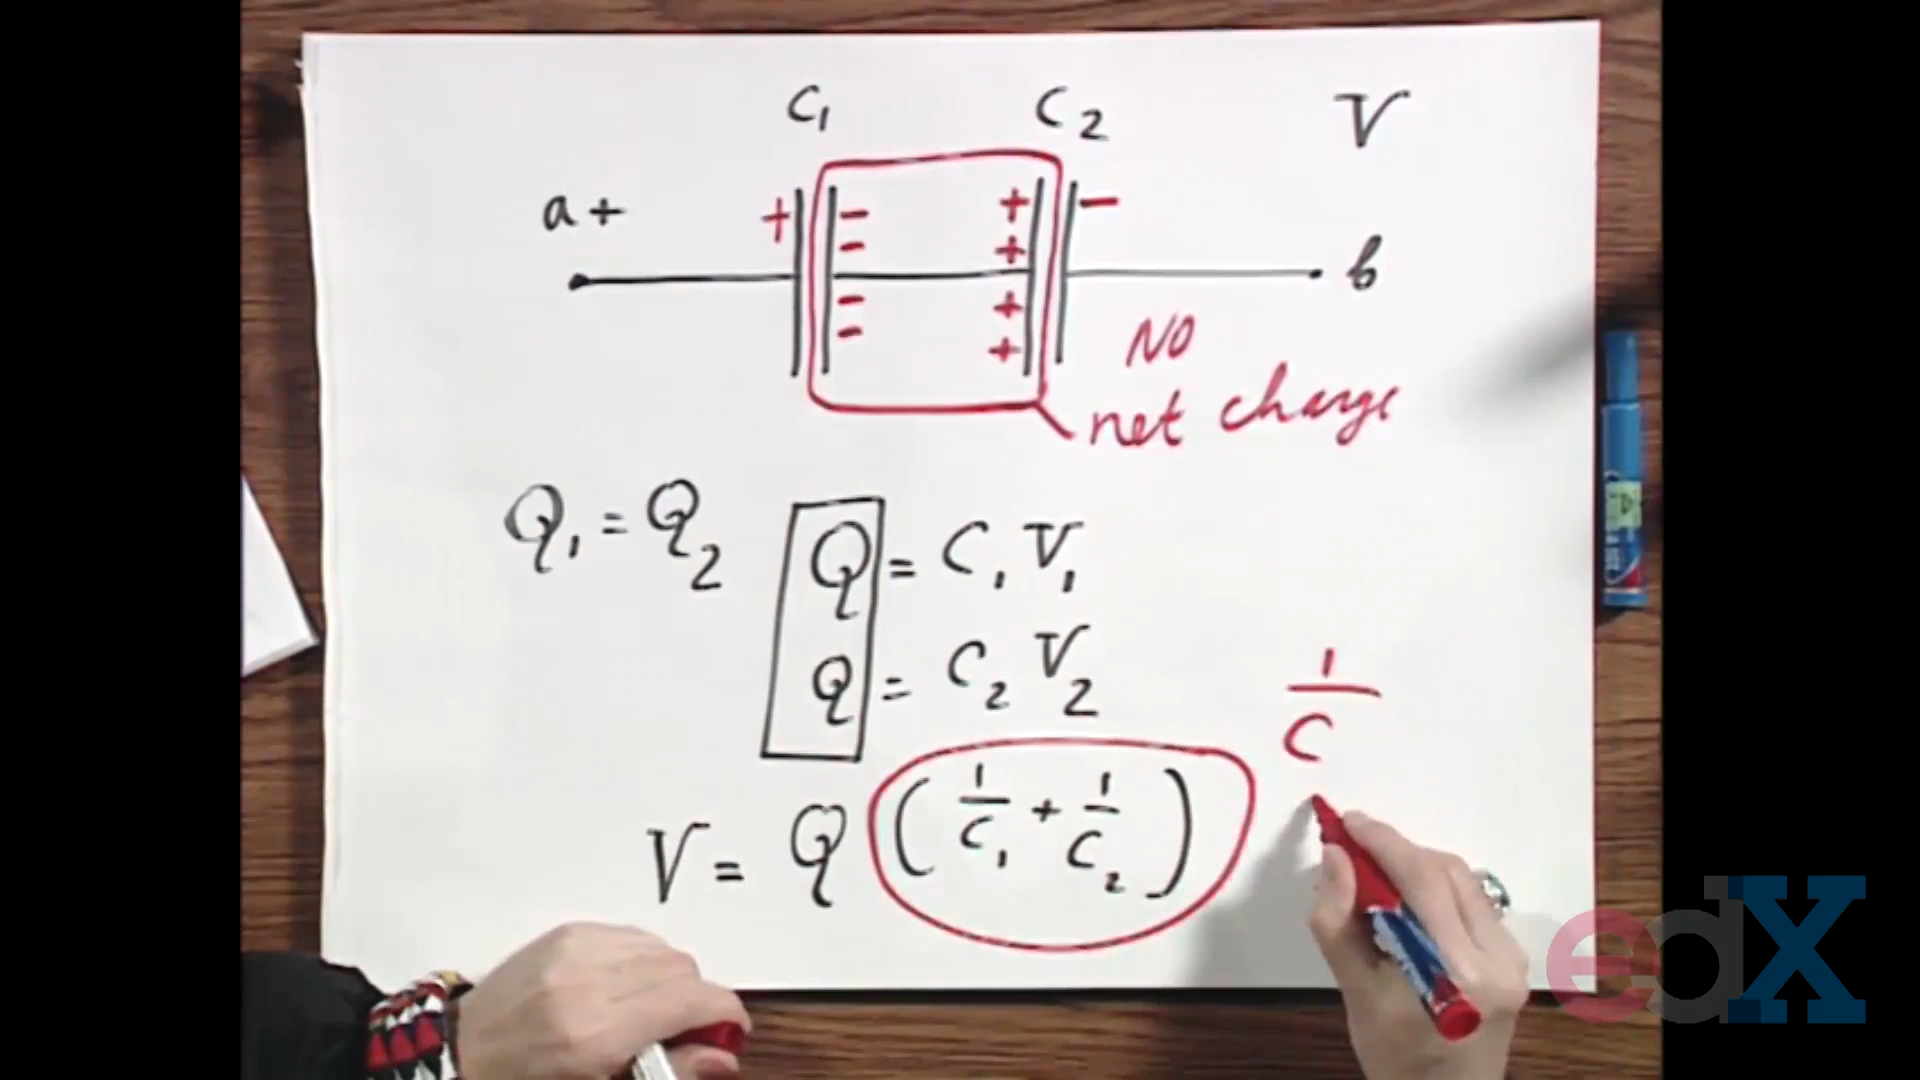 C₁ C₂ V
a + + - + -
- +
b
- +
- +
NO
net charge
Q₁ = Q₂
Q = C₁ V₁
Q = C₂ V₂
1/C
V = Q (1/C₁ + 1/C₂)
edX